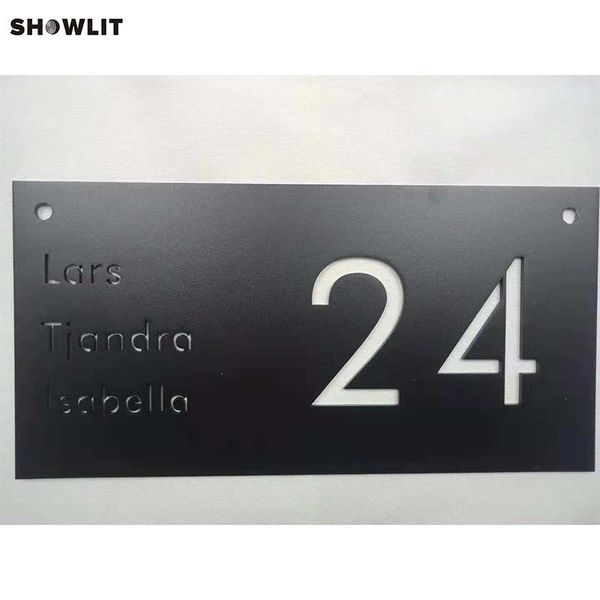 SHOWLIT
Lars
Tjandra
Isabella
24